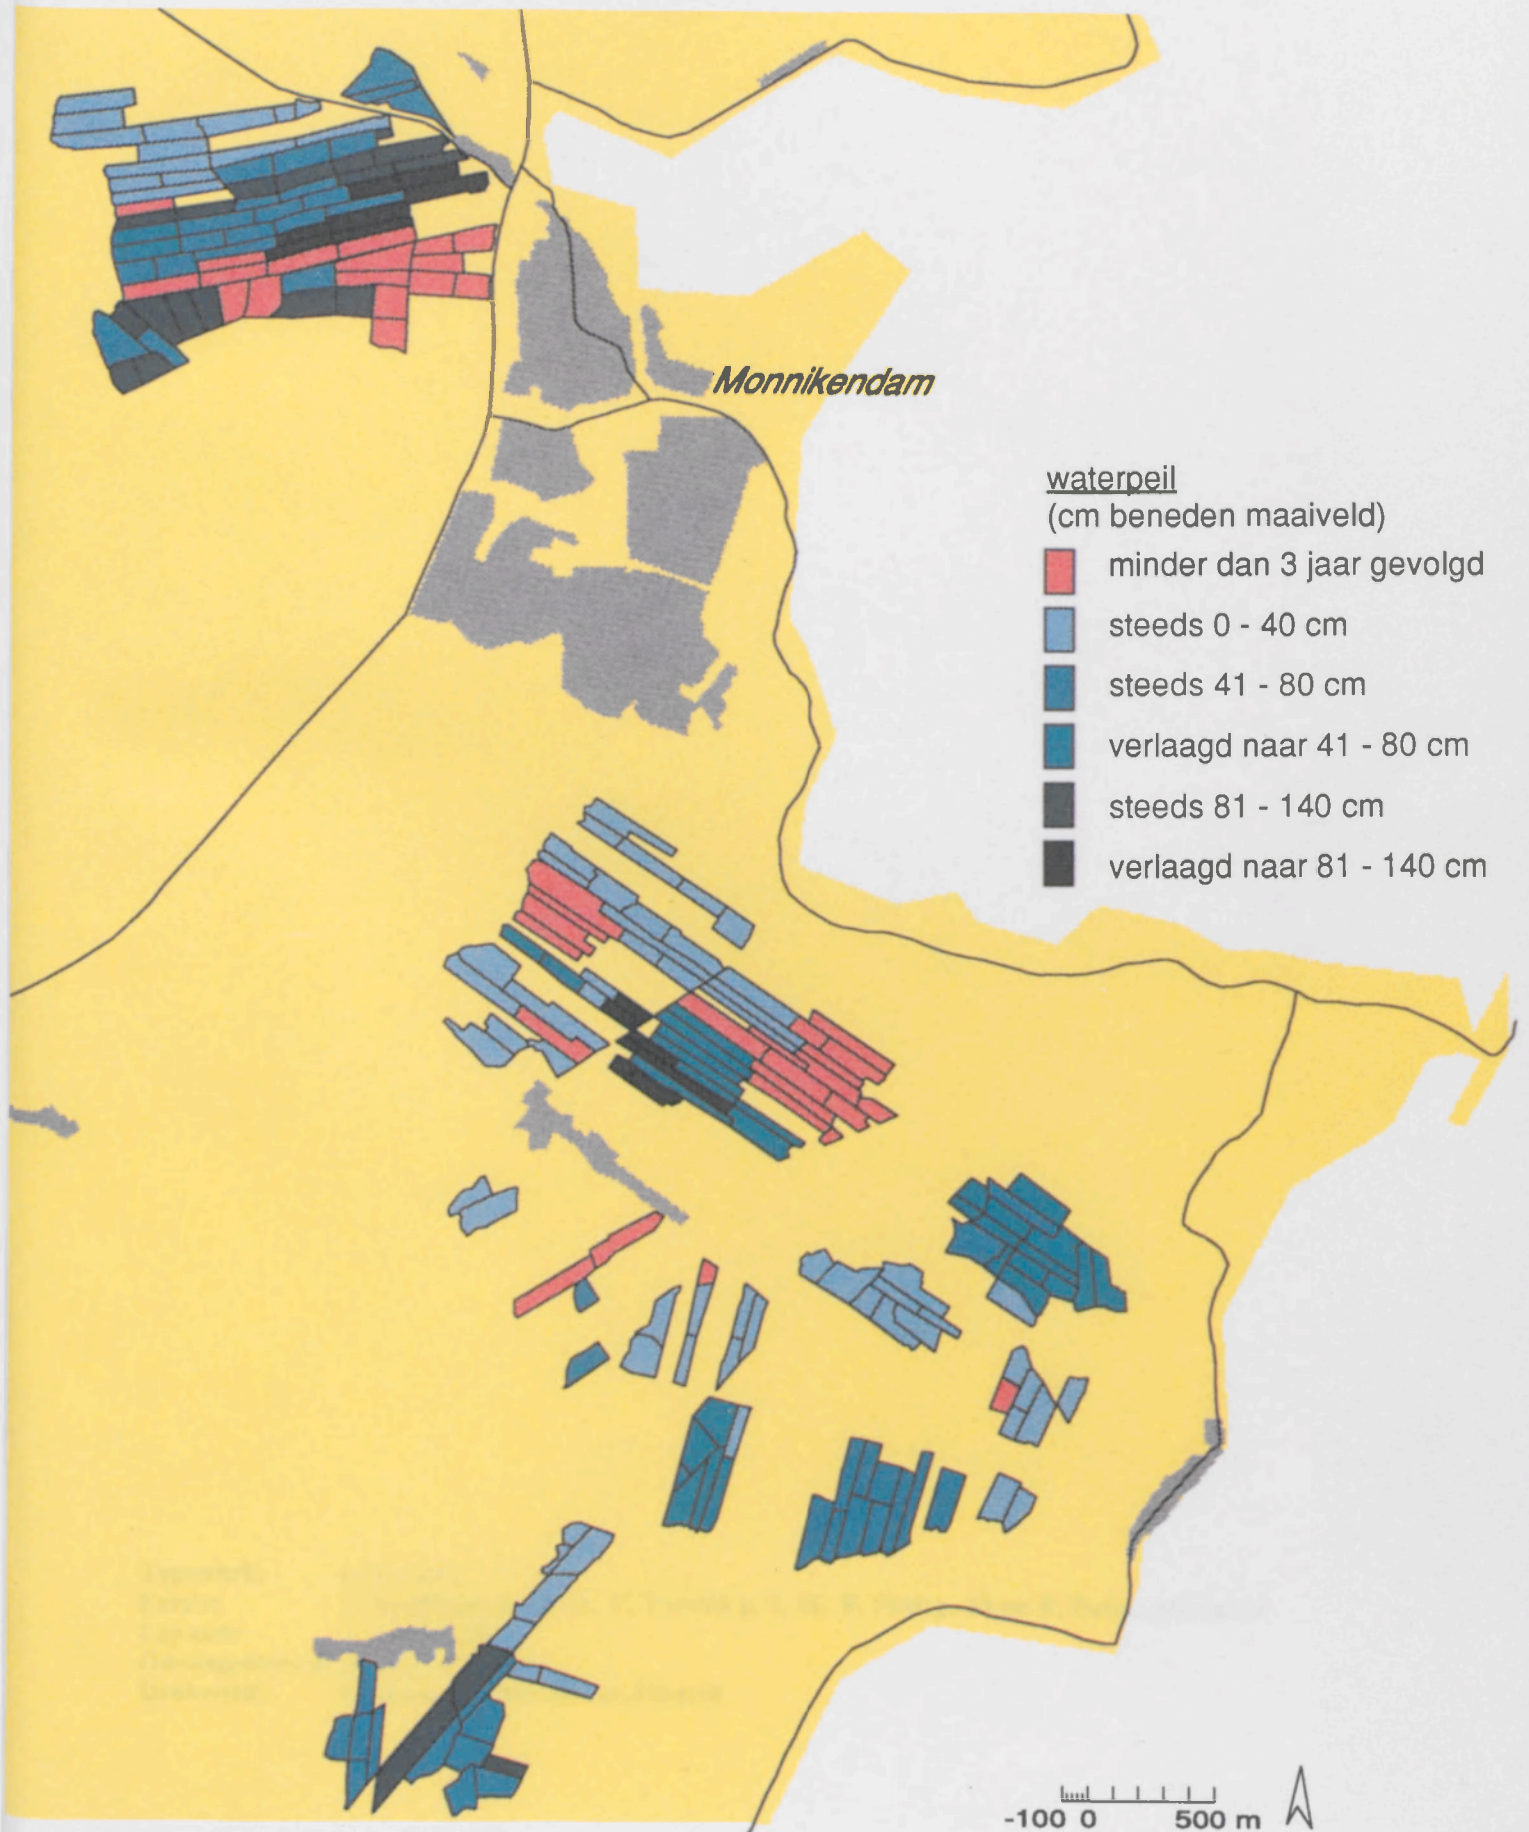 Monnikendam
waterpeil
(cm beneden maaiveld)
minder dan 3 jaar gevolgd
steeds 0 - 40 cm
steeds 41 - 80 cm
verlaagd naar 41 - 80 cm
steeds 81 - 140 cm
verlaagd naar 81 - 140 cm
-100 0 500 m